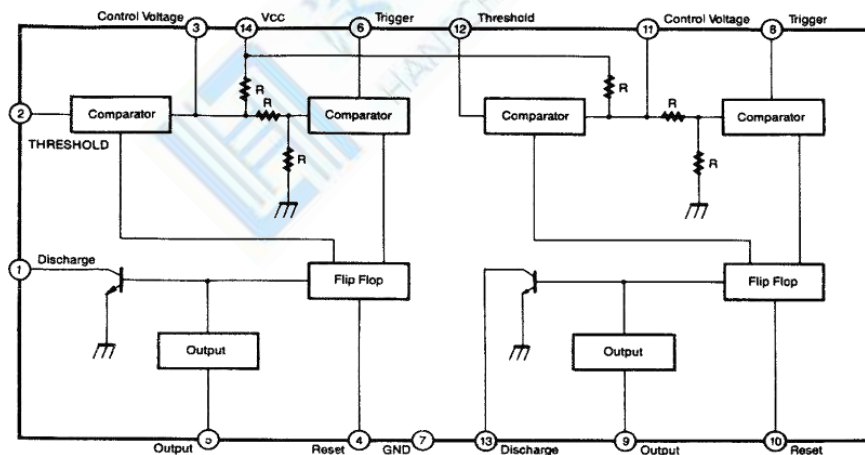 Control Voltage VCC Trigger Threshold Control Voltage Trigger
3 14 6 12 11 8
R R
R R
2 Comparator Comparator Comparator Comparator
THRESHOLD
R R
1 Discharge
Flip Flop Flip Flop
Output Output
5 4 7 13 9 10
Output Reset GND Discharge Output Reset